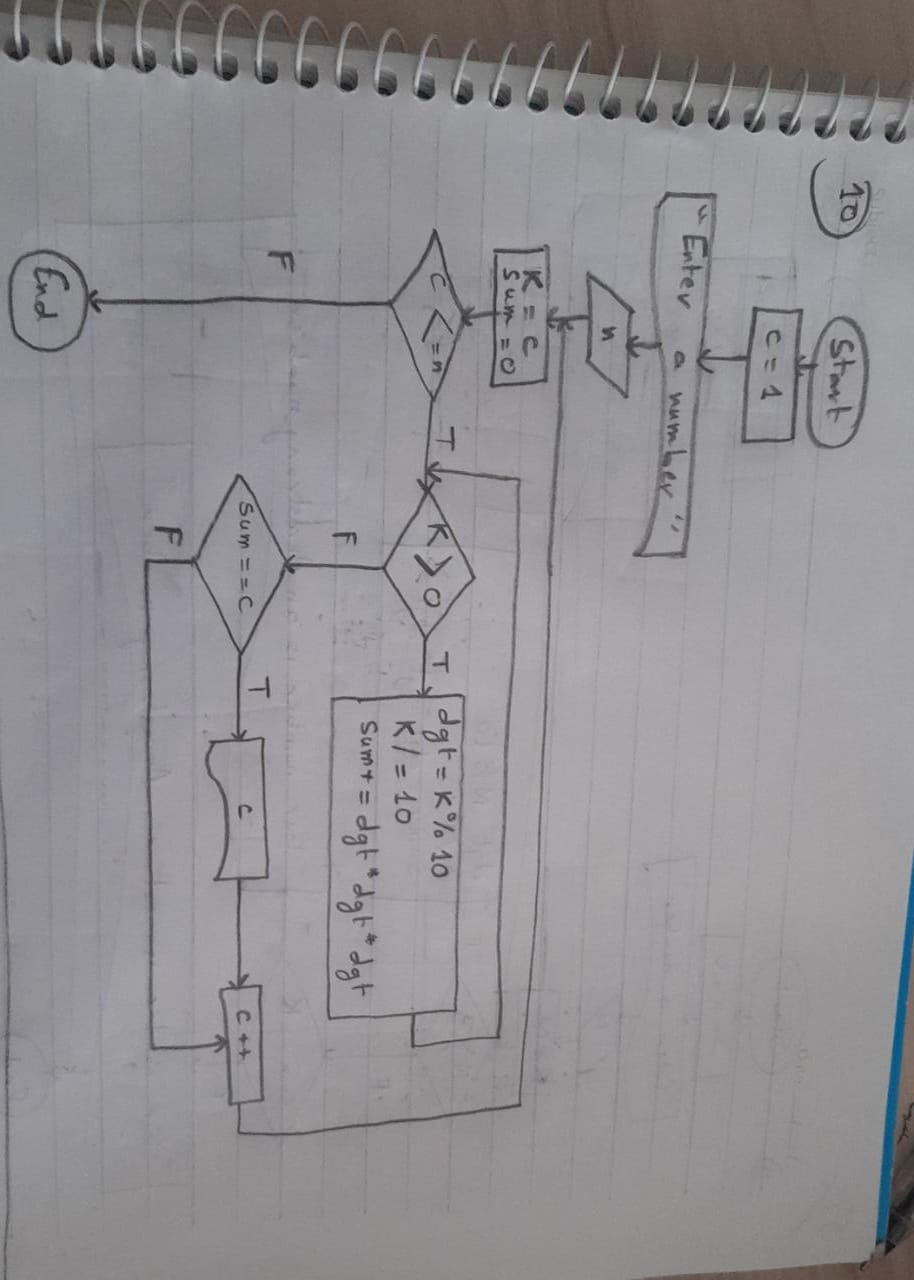 10
Start
c = 1
"Enter a number"
n
K = c
sum = 0
c <= n
T
K > 0
T
dgt = K % 10
K /= 10
sum += dgt * dgt * dgt
F
F
sum == c
T
c
c++
F
End